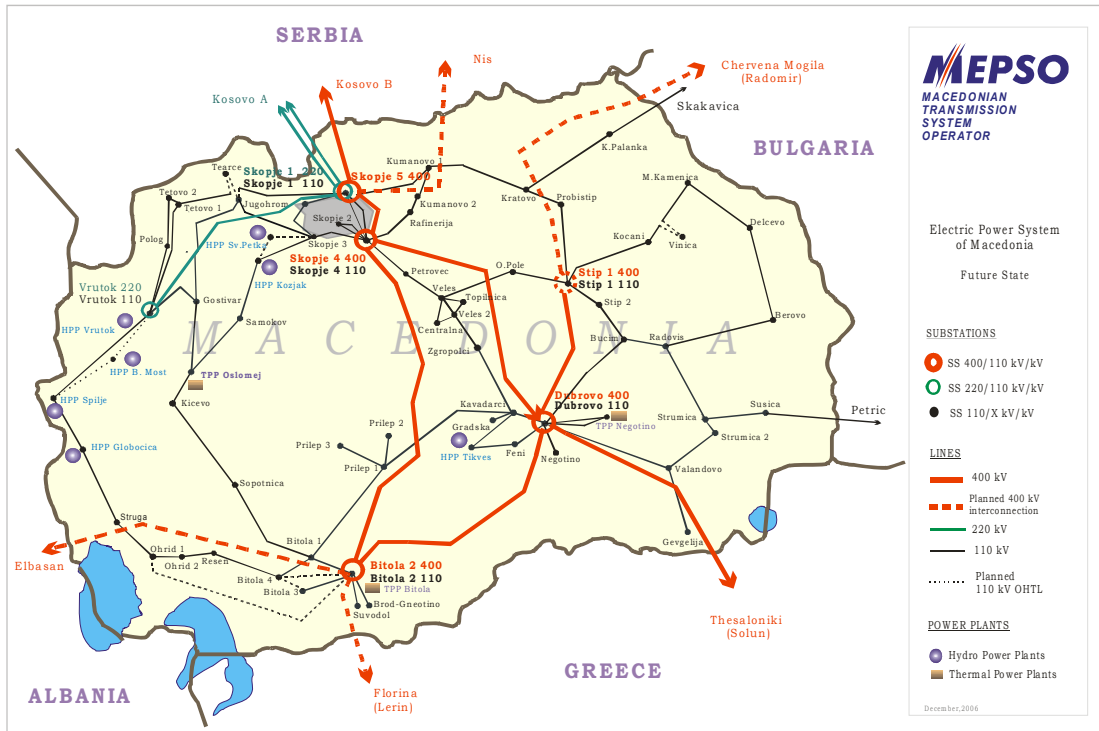 SERBIA
Nis
Chervena Mogila
(Radomir)
Kosovo B
Kosovo A
Skakavica
BULGARIA
K.Palanka
Kumanovo 1
Tearce
Skopje 1 220
Skopje 1 110
Skopje 5 400
M.Kamenica
Tetovo 2
Tetovo 1
Jugohrom
Kratovo
Probistip
Kumanovo 2
Skopje 2
Rafinerija
Delcevo
Polog
HPP Sv.Petka
Skopje 3
Kocani
Vinica
Skopje 4 400
Skopje 4 110
HPP Kozjak
Petrovec
O.Pole
Stip 1 400
Stip 1 110
Vrutok 220
Vrutok 110
Gostivar
Veles
Topilnica
Stip 2
HPP Vrutok
Samokov
Veles 2
Centralna
Berovo
MACEDONIA
Bucim
Radovis
Zgropolci
HPP B. Most
TPP Oslomej
HPP Spilje
Kicevo
Dubrovo 400
Dubrovo 110
Kavadarci
Susica
Petric
Gradska
TPP Negotino
Strumica
Prilep 2
Strumica 2
HPP Globocica
Prilep 3
HPP Tikves
Feni
Negotino
Prilep 1
Valandovo
Sopotnica
Struga
Gevgelija
Bitola 1
Ohrid 1
Ohrid 2
Resen
Elbasan
Bitola 4
Bitola 3
Bitola 2 400
Bitola 2 110
TPP Bitola
Brod-Gneotino
Suvodol
Thesaloniki
(Solun)
GREECE
ALBANIA
Florina
(Lerin)
MEPSO
MACEDONIAN
TRANSMISSION
SYSTEM
OPERATOR
Electric Power System
of Macedonia
Future State
SUBSTATIONS
SS 400/110 kV/kV
SS 220/110 kV/kV
SS 110/X kV/kV
LINES
400 kV
Planned 400 kV
interconnection
220 kV
110 kV
Planned
110 kV OHTL
POWER PLANTS
Hydro Power Plants
Thermal Power Plants
December,2006